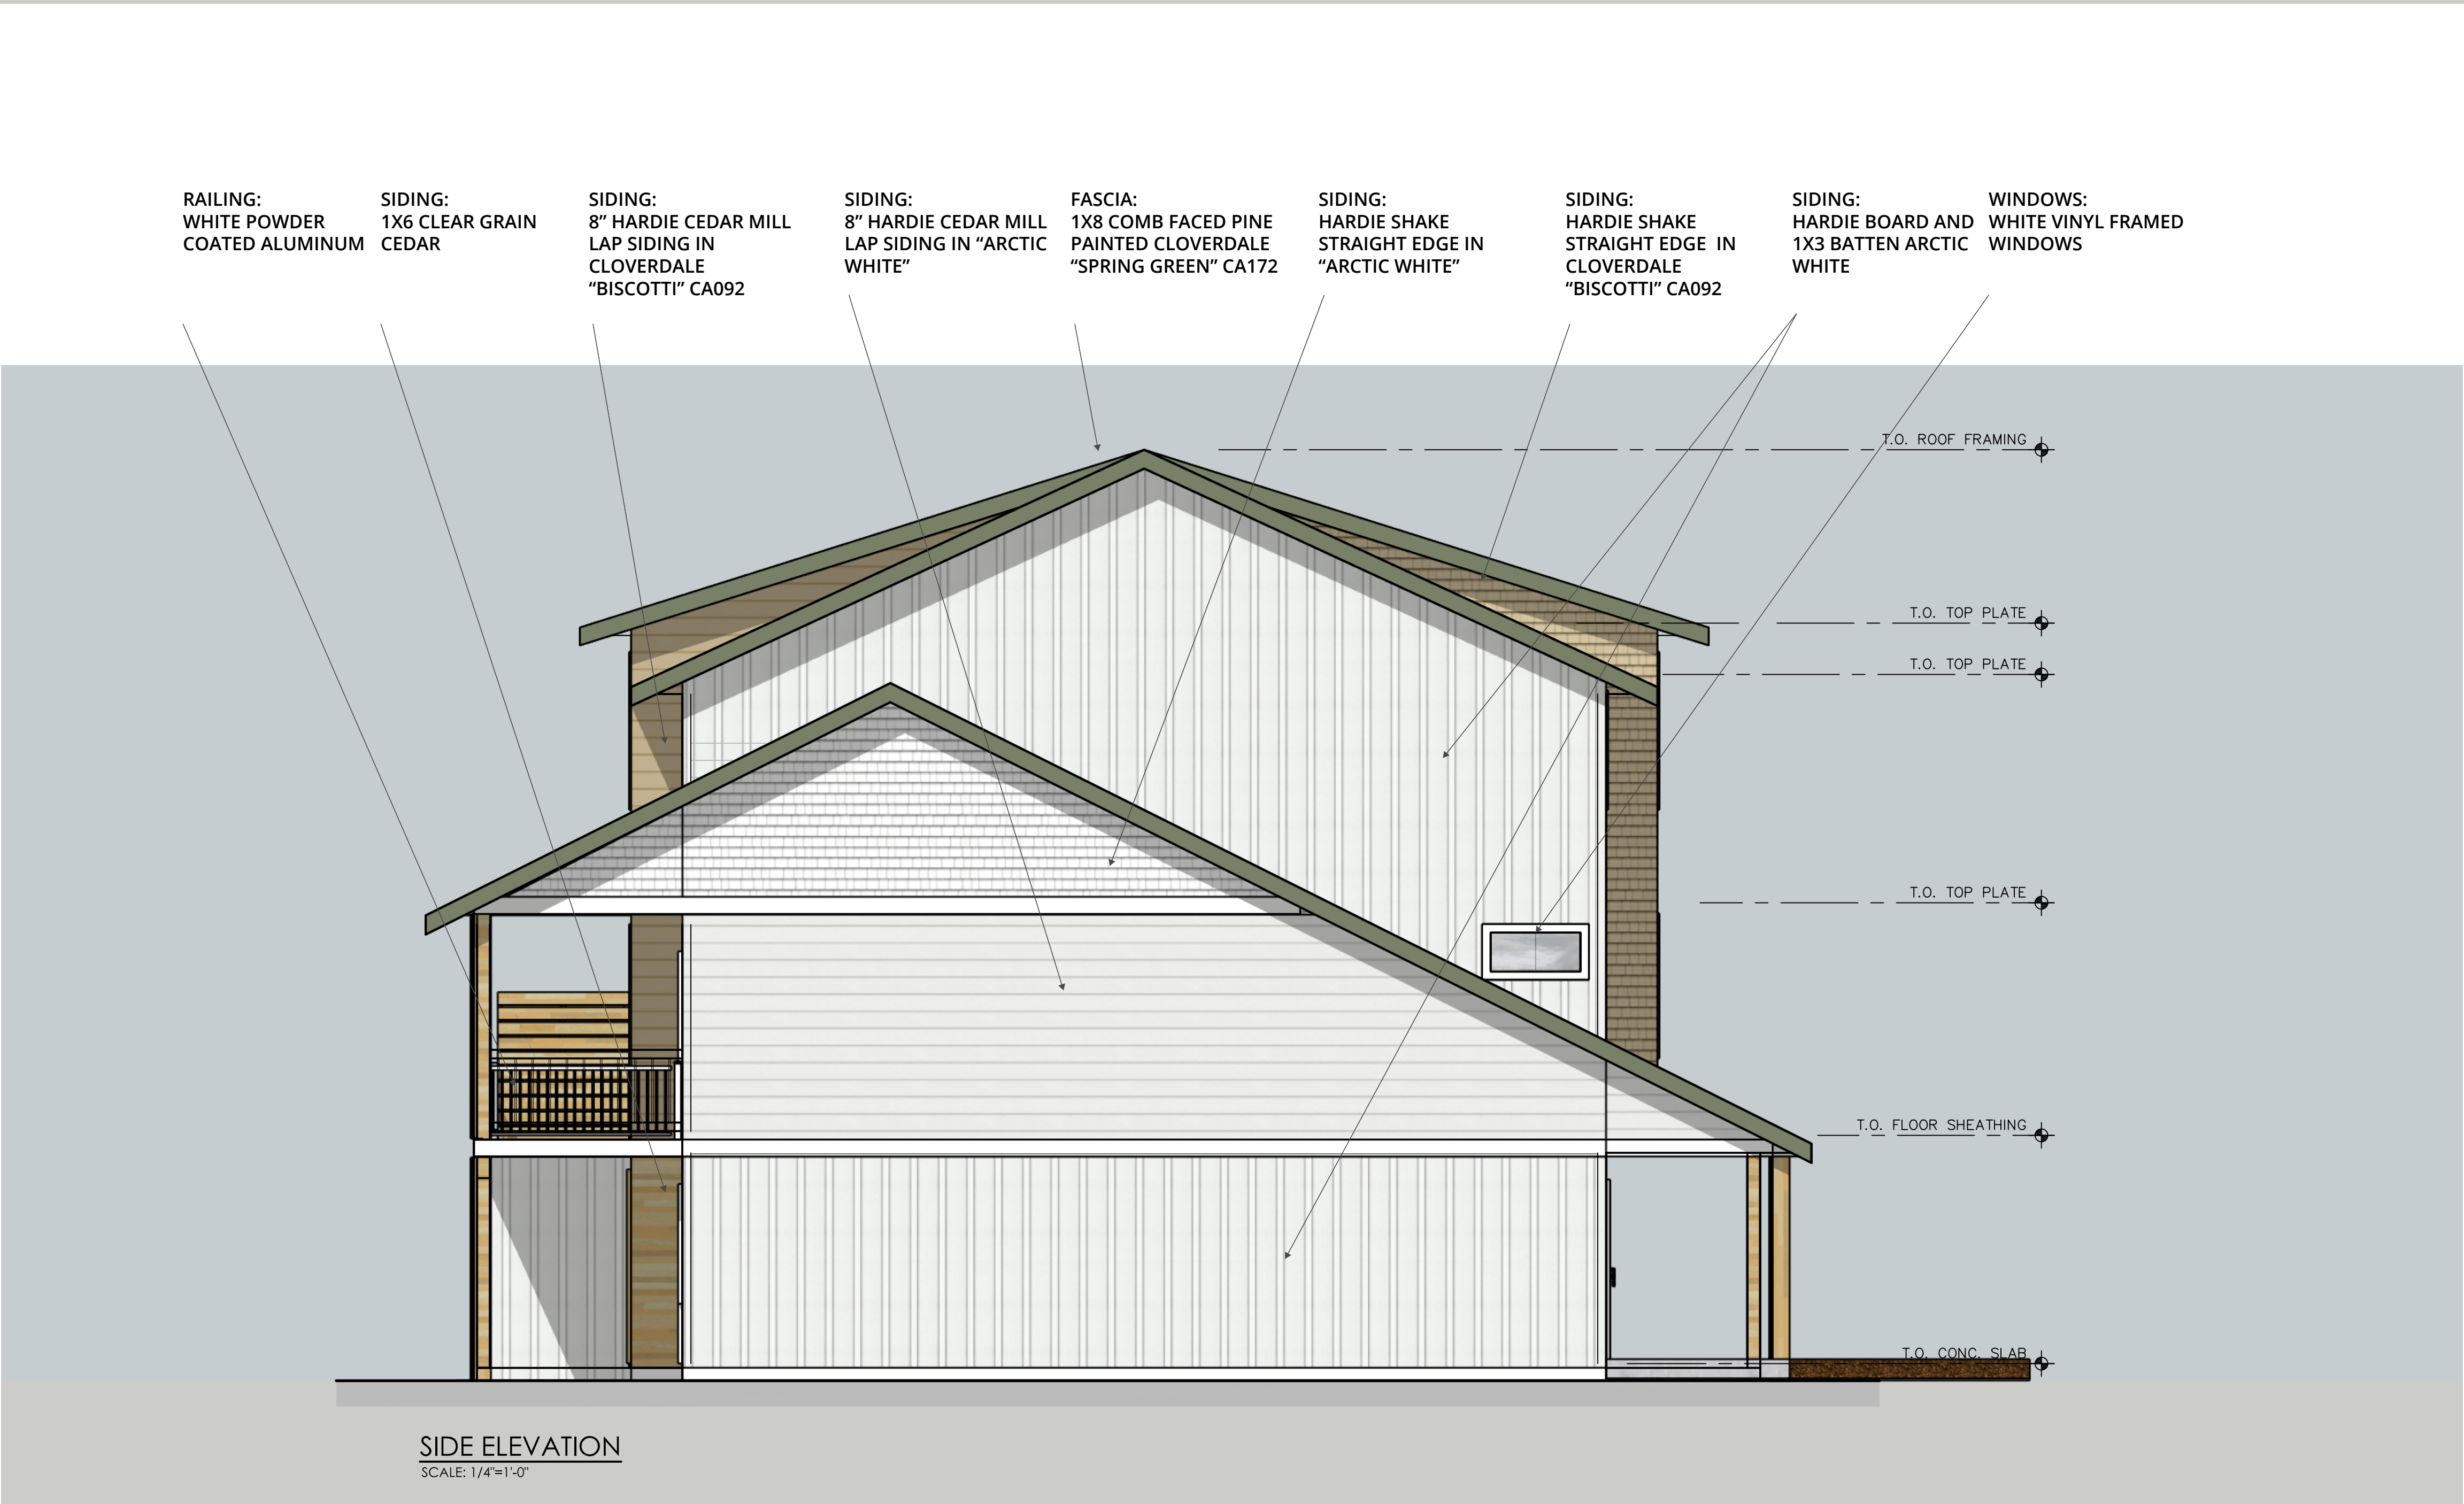 RAILING:
WHITE POWDER
COATED ALUMINUM
SIDING:
1X6 CLEAR GRAIN
CEDAR
SIDING:
8” HARDIE CEDAR MILL
LAP SIDING IN
CLOVERDALE
“BISCOTTI” CA092
SIDING:
8” HARDIE CEDAR MILL
LAP SIDING IN “ARCTIC
WHITE”
FASCIA:
1X8 COMB FACED PINE
PAINTED CLOVERDALE
“SPRING GREEN” CA172
SIDING:
HARDIE SHAKE
STRAIGHT EDGE IN
“ARCTIC WHITE”
SIDING:
HARDIE SHAKE
STRAIGHT EDGE  IN
CLOVERDALE
“BISCOTTI” CA092
SIDING:
HARDIE BOARD AND
1X3 BATTEN ARCTIC
WHITE
WINDOWS:
WHITE VINYL FRAMED
WINDOWS
T.O. ROOF FRAMING
T.O. TOP PLATE
T.O. TOP PLATE
T.O. TOP PLATE
T.O. FLOOR SHEATHING
T.O. CONC. SLAB
SIDE ELEVATION
SCALE: 1/4"=1'-0"